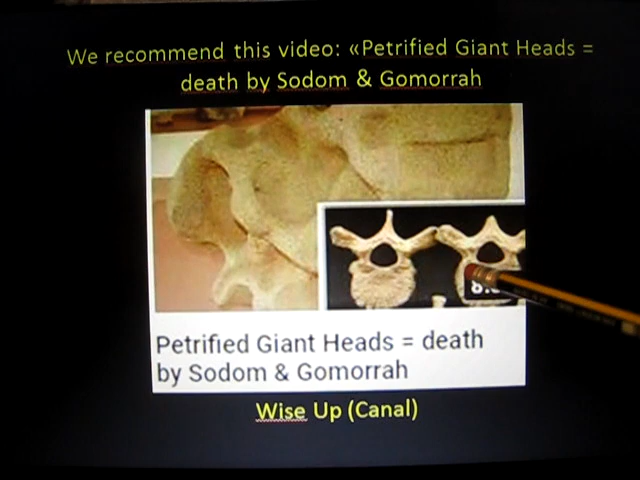 We recommend this video: «Petrified Giant Heads =
death by Sodom & Gomorrah
Petrified Giant Heads = death
by Sodom & Gomorrah
Wise Up (Canal)